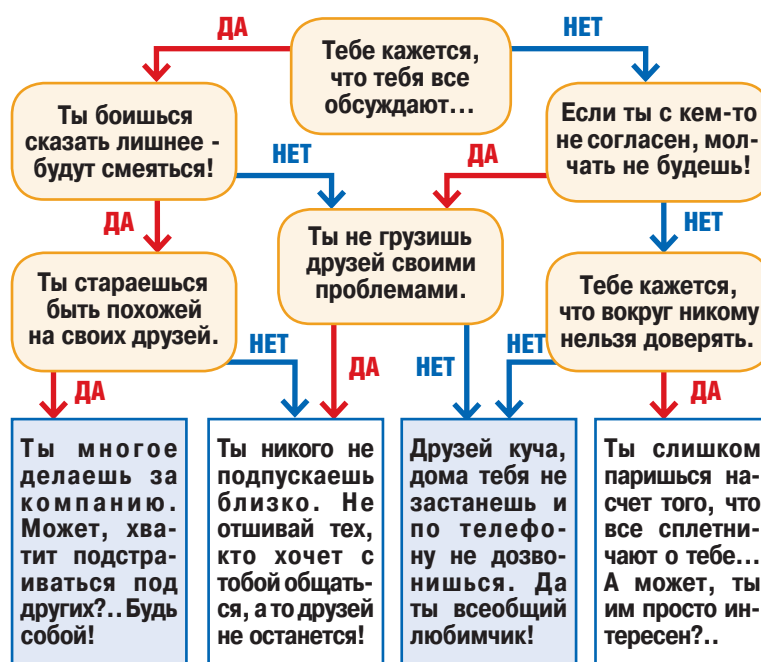 ДА
НЕТ
Тебе кажется,
что тебя все
обсуждают...
Ты боишься
сказать лишнее -
будут смеяться!
Если ты с кем-то
не согласен, мол-
чать не будешь!
НЕТ
ДА
ДА
НЕТ
Ты не грузишь
друзей своими
проблемами.
Ты стараешься
быть похожей
на своих друзей.
Тебе кажется,
что вокруг никому
нельзя доверять.
НЕТ
ДА
НЕТ
НЕТ
ДА
ДА
Ты многое
делаешь за
компанию.
Может, хва-
тит подстра-
иваться под
других?.. Будь
собой!
Ты никого не
подпускаешь
близко. Не
отшивай тех,
кто хочет с
тобой общать-
ся, а то друзей
не останется!
Друзей куча,
дома тебя не
застанешь и
по телефо-
ну не дозво-
нишься. Да
ты всеобщий
любимчик!
Ты слишком
паришься на-
счет того, что
все сплетни-
чают о тебе...
А может, ты
им просто ин-
тересен?..